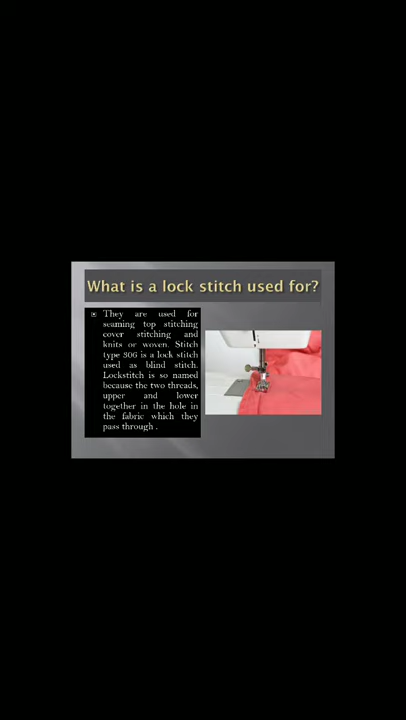 What is a lock stitch used for?
They are used for
seaming top stitching
cover stitching and
knits or woven. Stitch
type 306 is a lock stitch
used as blind stitch.
Lockstitch is so named
because the two threads,
upper and lower
together in the hole in
the fabric which they
pass through .